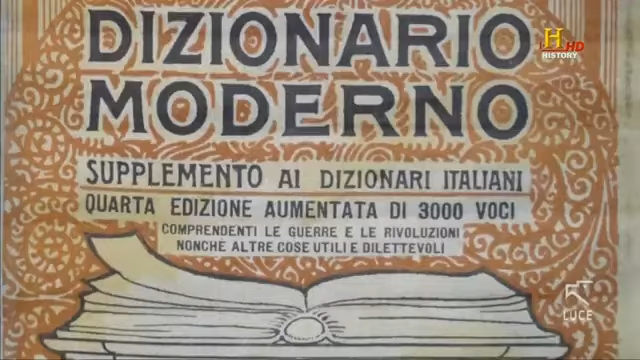 DIZIONARIO
MODERNO
SUPPLEMENTO AI DIZIONARI ITALIANI
QUARTA EDIZIONE AUMENTATA DI 3000 VOCI
COMPRENDENTI LE GUERRE E LE RIVOLUZIONI
NONCHÈ ALTRE COSE UTILI E DILETTEVOLI
H HD
HISTORY
LUCE